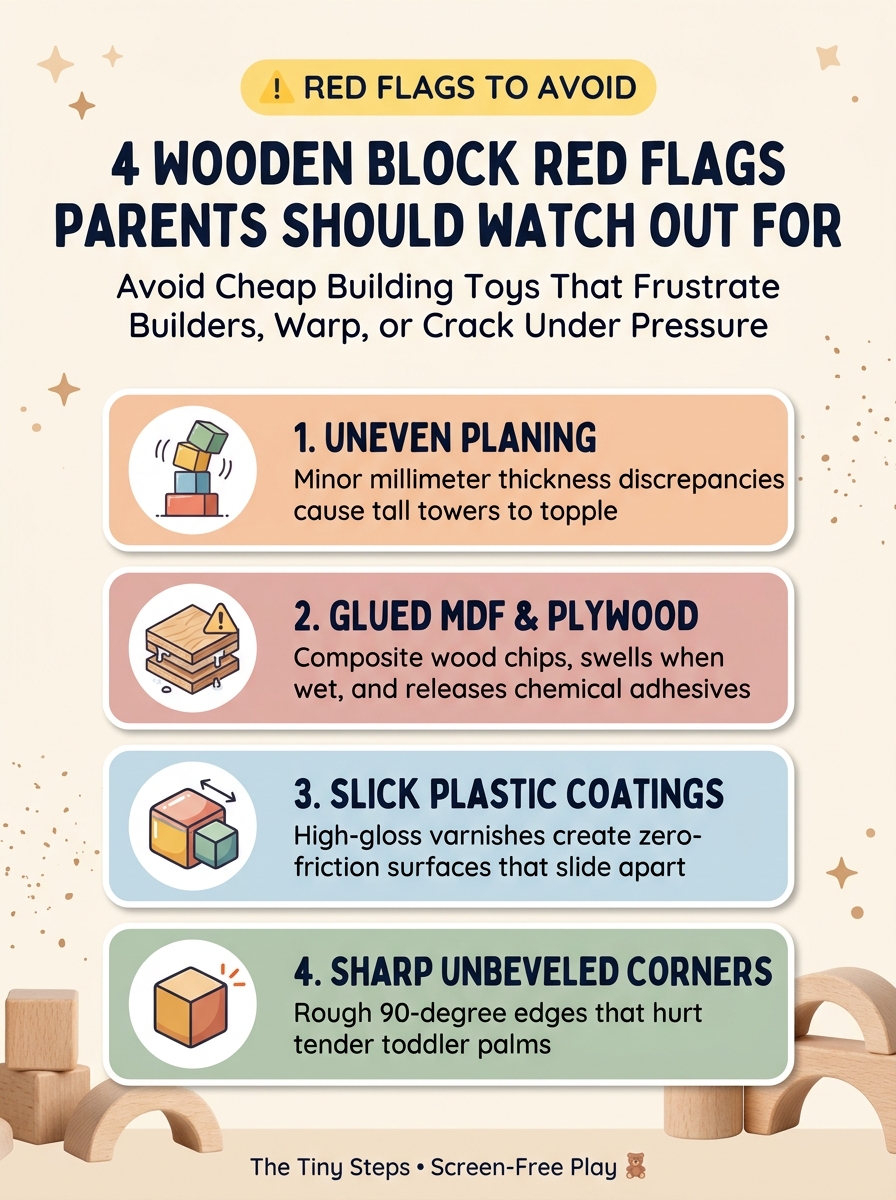 ⚠️ RED FLAGS TO AVOID
4 WOODEN BLOCK RED FLAGS
PARENTS SHOULD WATCH OUT FOR
Avoid Cheap Building Toys That Frustrate
Builders, Warp, or Crack Under Pressure
1. UNEVEN PLANING
Minor millimeter thickness discrepancies
cause tall towers to topple
2. GLUED MDF & PLYWOOD
Composite wood chips, swells when
wet, and releases chemical adhesives
3. SLICK PLASTIC COATINGS
High-gloss varnishes create zero-
friction surfaces that slide apart
4. SHARP UNBEVELED CORNERS
Rough 90-degree edges that hurt
tender toddler palms
The Tiny Steps • Screen-Free Play 🧸